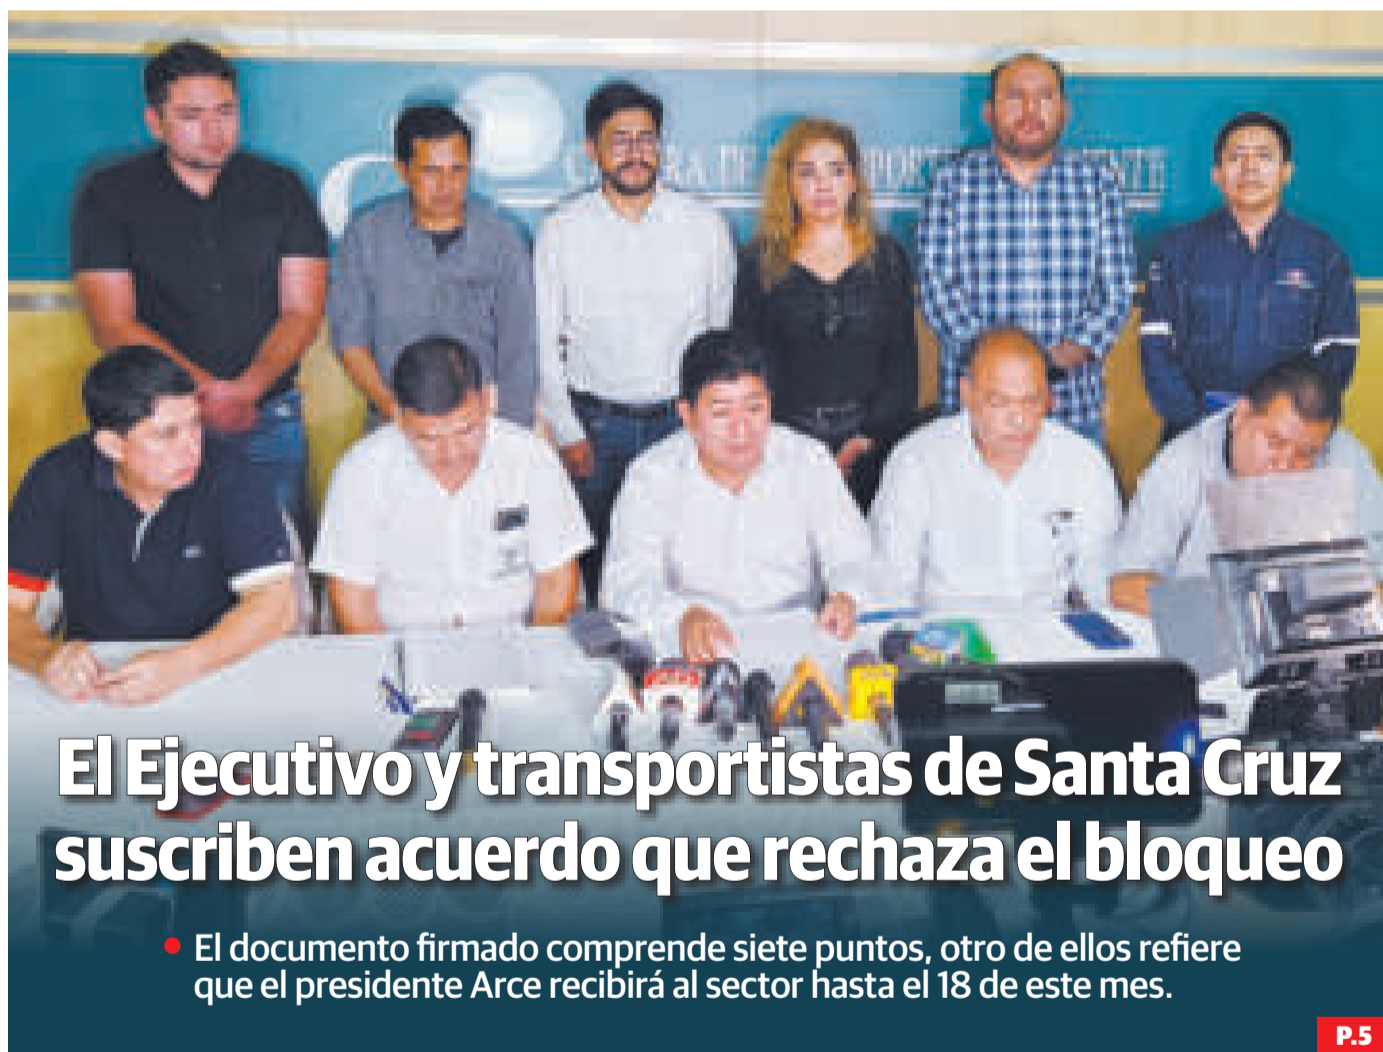 El Ejecutivo y transportistas de Santa Cruz
suscriben acuerdo que rechaza el bloqueo
• El documento firmado comprende siete puntos, otro de ellos refiere
que el presidente Arce recibirá al sector hasta el 18 de este mes.
P.5